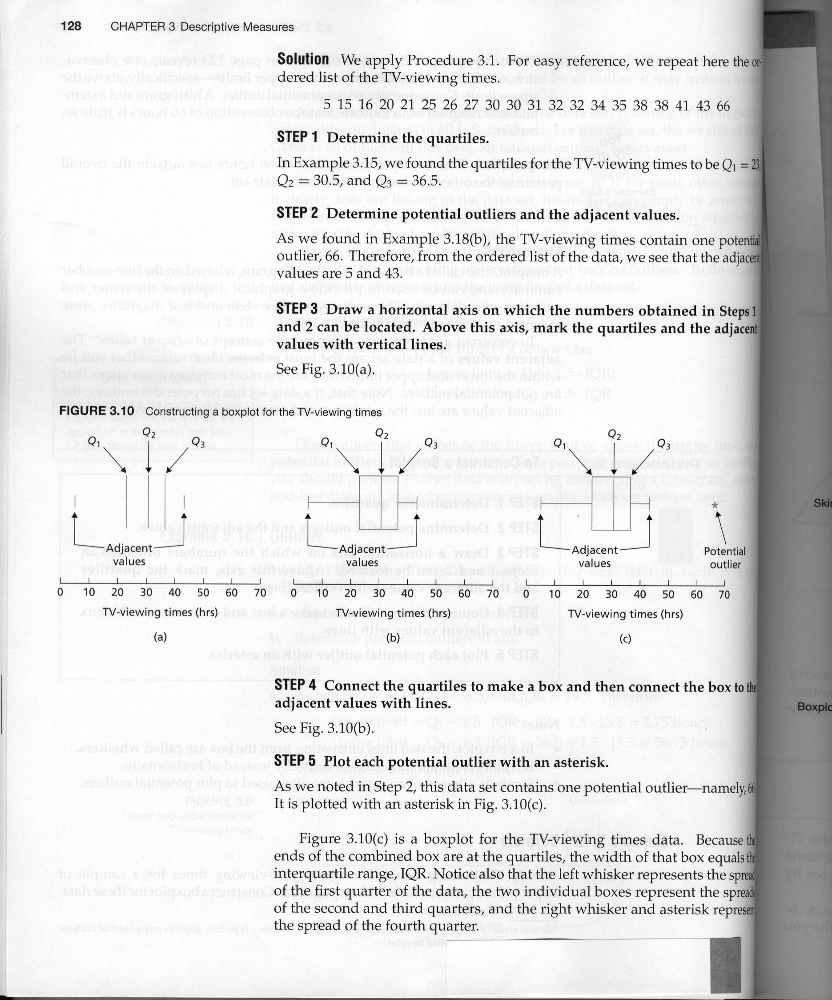 128 CHAPTER 3 Descriptive Measures
Solution We apply Procedure 3.1. For easy reference, we repeat here the or-
dered list of the TV-viewing times.
5 15 16 20 21 25 26 27 30 30 31 32 32 34 35 38 38 41 43 66
STEP 1 Determine the quartiles.
In Example 3.15, we found the quartiles for the TV-viewing times to be Q1 = 23,
Q2 = 30.5, and Q3 = 36.5.
STEP 2 Determine potential outliers and the adjacent values.
As we found in Example 3.18(b), the TV-viewing times contain one potential
outlier, 66. Therefore, from the ordered list of the data, we see that the adjacent
values are 5 and 43.
STEP 3 Draw a horizontal axis on which the numbers obtained in Steps 1
and 2 can be located. Above this axis, mark the quartiles and the adjacent
values with vertical lines.
See Fig. 3.10(a).
FIGURE 3.10 Constructing a boxplot for the TV-viewing times
Q1 Q2 Q3
Adjacent
values
0 10 20 30 40 50 60 70
TV-viewing times (hrs)
(a)
Q1 Q2 Q3
Adjacent
values
0 10 20 30 40 50 60 70
TV-viewing times (hrs)
(b)
Q1 Q2 Q3
*
Adjacent
values
Potential
outlier
0 10 20 30 40 50 60 70
TV-viewing times (hrs)
(c)
STEP 4 Connect the quartiles to make a box and then connect the box to the
adjacent values with lines.
See Fig. 3.10(b).
STEP 5 Plot each potential outlier with an asterisk.
As we noted in Step 2, this data set contains one potential outlier—namely, 66.
It is plotted with an asterisk in Fig. 3.10(c).
Figure 3.10(c) is a boxplot for the TV-viewing times data. Because the
ends of the combined box are at the quartiles, the width of that box equals the
interquartile range, IQR. Notice also that the left whisker represents the spread
of the first quarter of the data, the two individual boxes represent the spreads
of the second and third quarters, and the right whisker and asterisk represent
the spread of the fourth quarter.